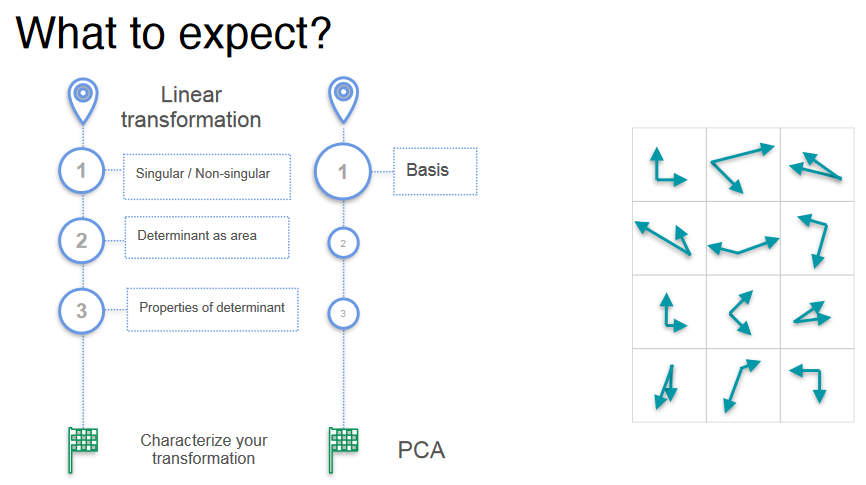 What to expect?
Linear
transformation
1
Singular / Non-singular
2
Determinant as area
3
Properties of determinant
Characterize your
transformation
1
Basis
2
3
PCA